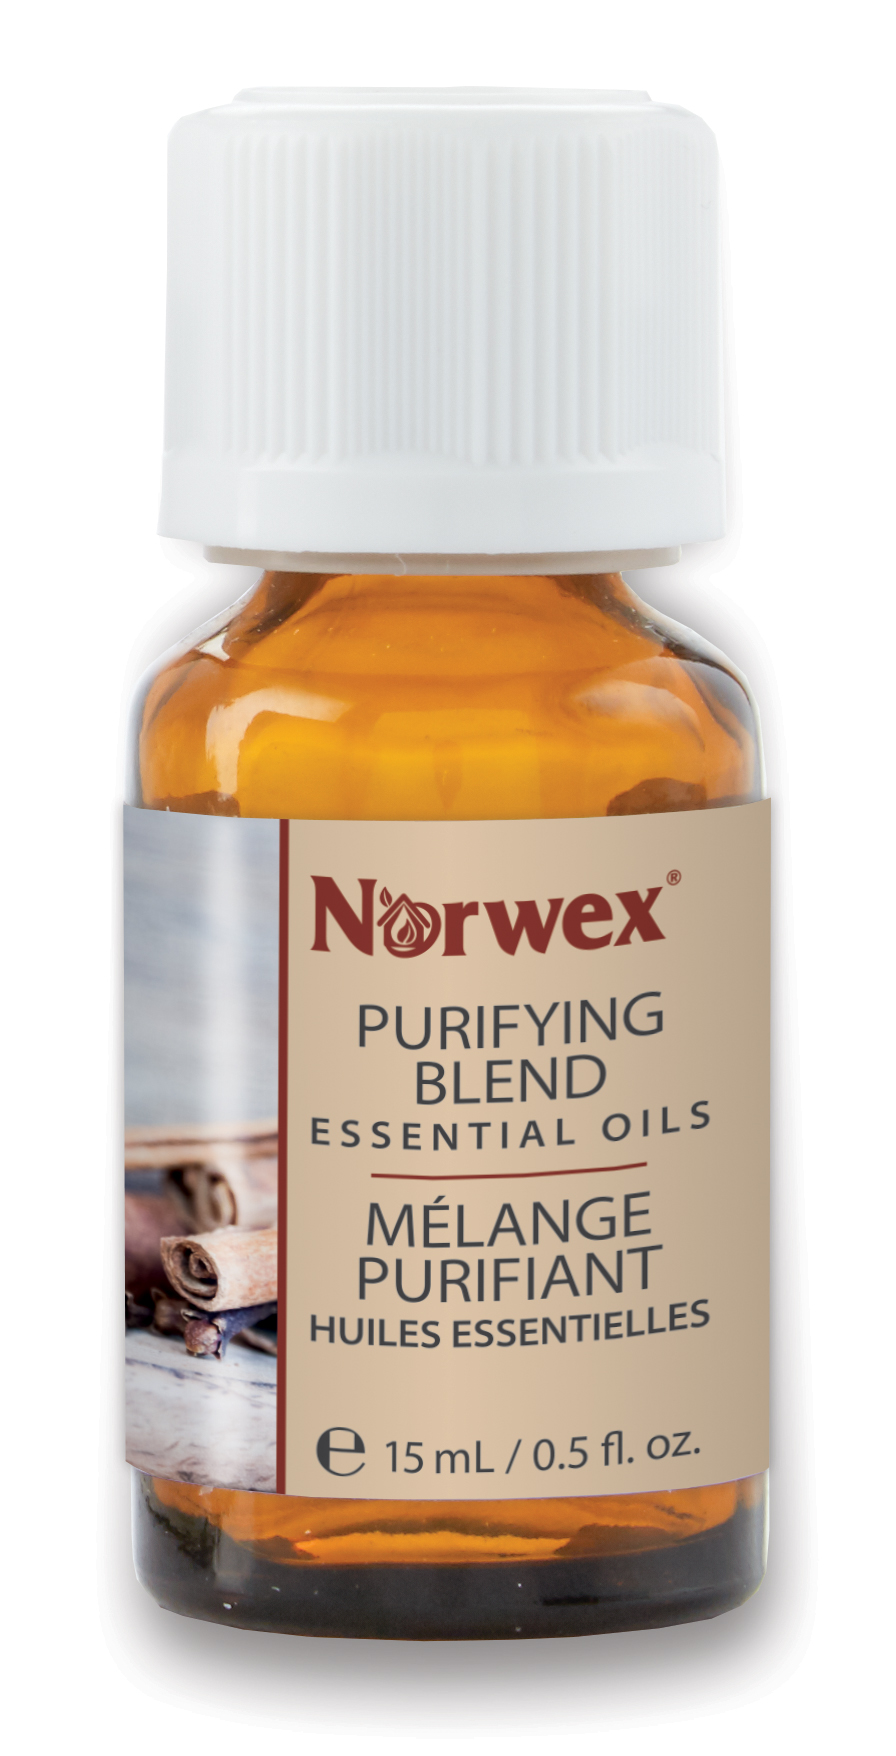 Norwex®
PURIFYING
BLEND
ESSENTIAL OILS
MÉLANGE
PURIFIANT
HUILES ESSENTIELLES
℮ 15 mL / 0.5 fl. oz.